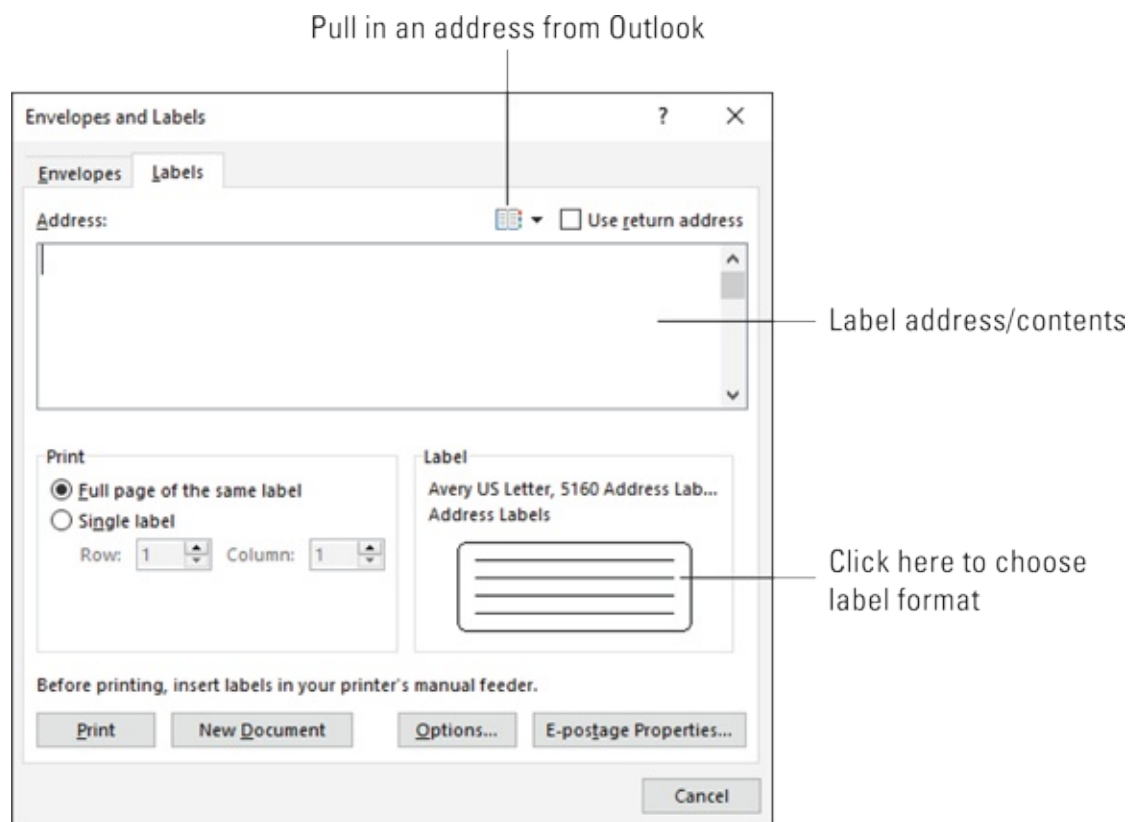 Pull in an address from Outlook
Envelopes and Labels
?
Envelopes
Labels
Address:
Use return address
Label address/contents
Print
Full page of the same label
Single label
Row: 1 Column: 1
Label
Avery US Letter, 5160 Address Lab...
Address Labels
Click here to choose
label format
Before printing, insert labels in your printer's manual feeder.
Print
New Document
Options...
E-postage Properties...
Cancel